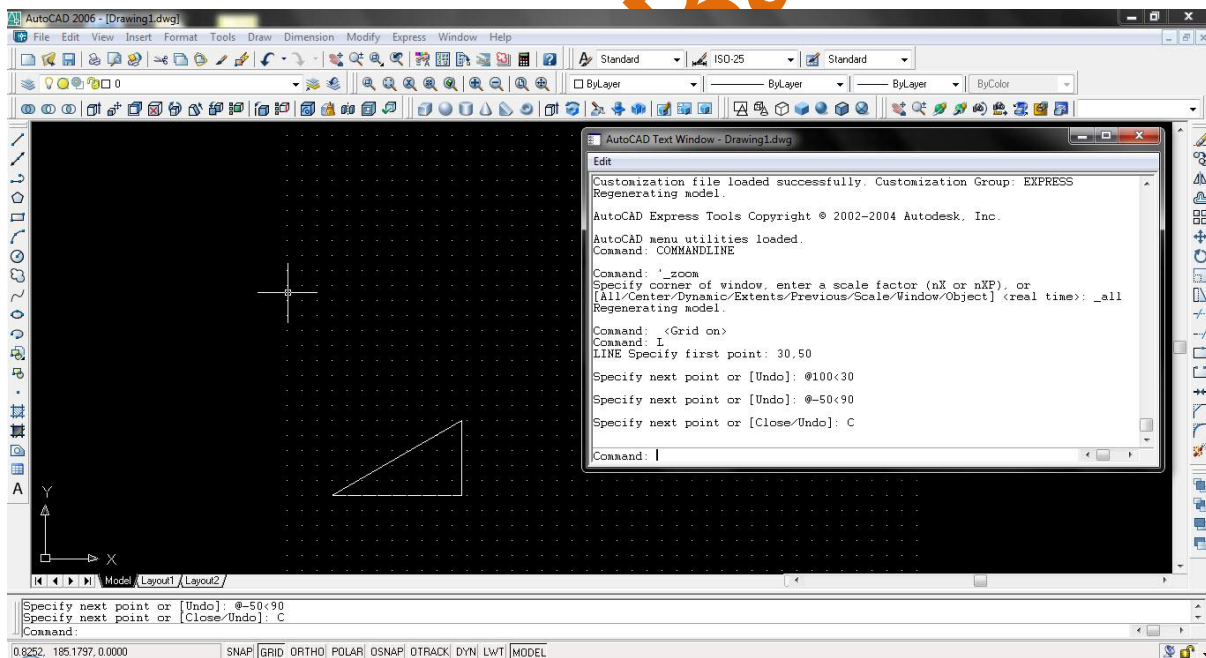 AutoCAD 2006 - [Drawing1.dwg]
File Edit View Insert Format Tools Draw Dimension Modify Express Window Help
Standard ISO-25 Standard
0 ByLayer ByLayer ByLayer ByColor
AutoCAD Text Window - Drawing1.dwg
Edit
Customization file loaded successfully. Customization Group: EXPRESS
Regenerating model.
AutoCAD Express Tools Copyright © 2002-2004 Autodesk, Inc.
AutoCAD menu utilities loaded.
Command: COMMANDLINE
Command: '_zoom
Specify corner of window, enter a scale factor (nX or nXP), or
[All/Center/Dynamic/Extents/Previous/Scale/Window/Object] <real time>: _all
Regenerating model.
Command: <Grid on>
Command: L
LINE Specify first point: 30,50
Specify next point or [Undo]: @100<30
Specify next point or [Undo]: @-50<90
Specify next point or [Close/Undo]: C
Command:
A
Y
X
Model Layout1 Layout2
Specify next point or [Undo]: @-50<90
Specify next point or [Close/Undo]: C
Command:
0.8252, 185.1797, 0.0000 SNAP GRID ORTHO POLAR OSNAP OTRACK DYN LWT MODEL